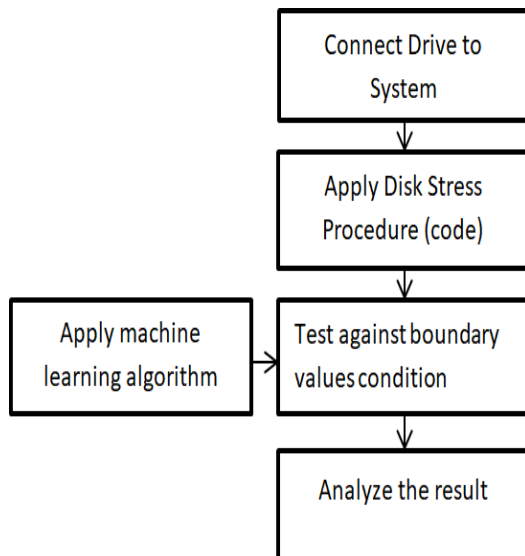 Connect Drive to
System
Apply Disk Stress
Procedure (code)
Apply machine
learning algorithm
Test against boundary
values condition
Analyze the result